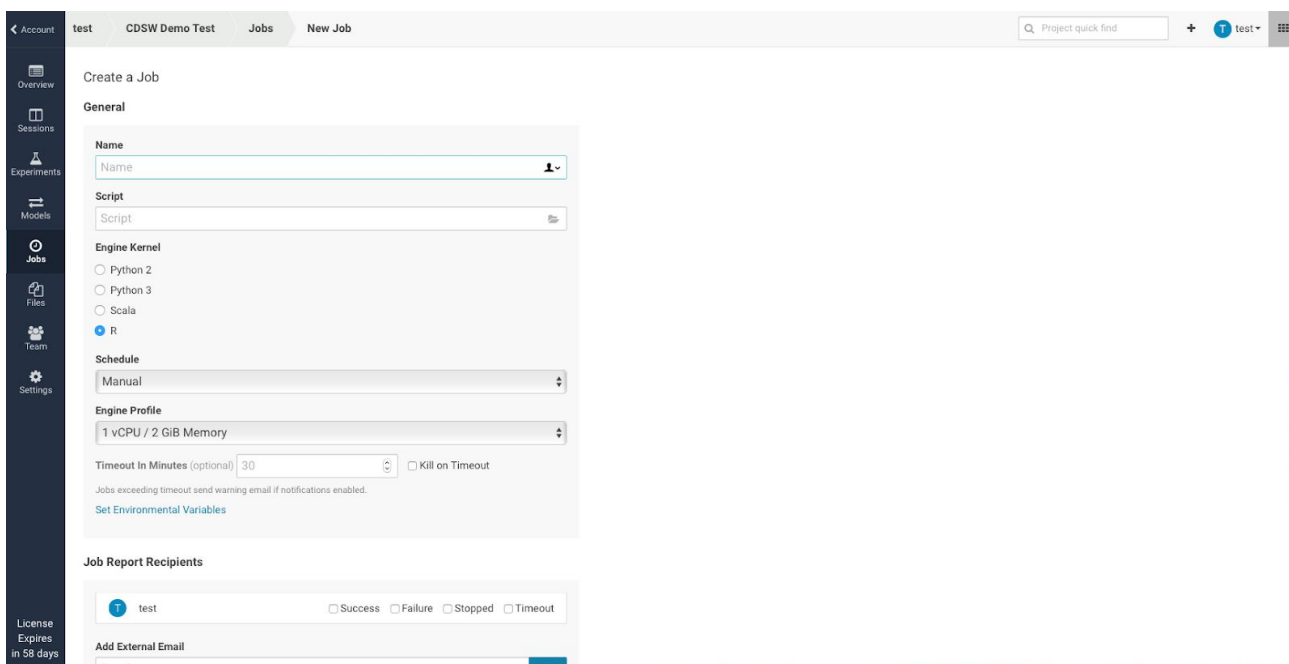 Account
test CDSW Demo Test Jobs New Job
Project quick find
+
T test
Overview
Sessions
Experiments
Models
Jobs
Files
Team
Settings
License
Expires
in 58 days
Create a Job
General
Name
Name
Script
Script
Engine Kernel
Python 2
Python 3
Scala
R
Schedule
Manual
Engine Profile
1 vCPU / 2 GiB Memory
Timeout In Minutes (optional) 30 Kill on Timeout
Jobs exceeding timeout send warning email if notifications enabled.
Set Environmental Variables
Job Report Recipients
T test Success Failure Stopped Timeout
Add External Email